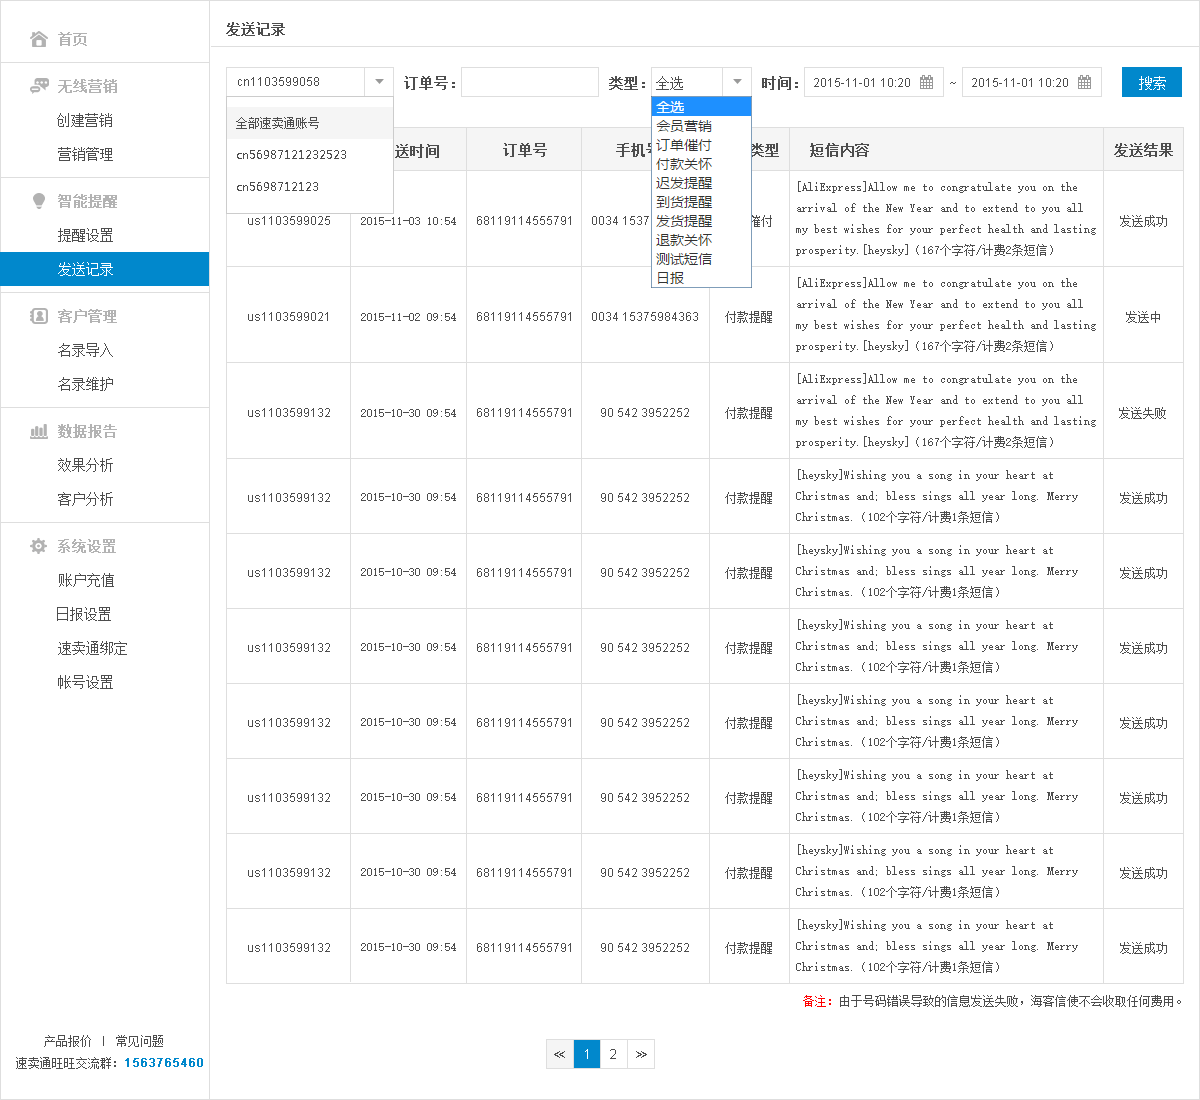 首页
无线营销
创建营销
营销管理
智能提醒
提醒设置
发送记录
客户管理
名录导入
名录维护
数据报告
效果分析
客户分析
系统设置
账户充值
日报设置
速卖通绑定
帐号设置
产品报价 | 常见问题
速卖通旺旺交流群：1563765460
发送记录
cn1103599058 订单号： 类型：全选 时间：2015-11-01 10:20 ~ 2015-11-01 10:20 搜索
全部速卖通账号
cn56987121232523
cn5698712123
全选
会员营销
订单催付
付款关怀
迟发提醒
到货提醒
发货提醒
退款关怀
测试短信
日报
送时间 订单号 手机号 类型 短信内容 发送结果
us1103599025 2015-11-03 10:54 68119114555791 0034 1537 催付
[AliExpress]Allow me to congratulate you on the
arrival of the New Year and to extend to you all
my best wishes for your perfect health and lasting
prosperity.[heysky]（167个字符/计费2条短信）
发送成功
us1103599021 2015-11-02 09:54 68119114555791 0034 15375984363 付款提醒
[AliExpress]Allow me to congratulate you on the
arrival of the New Year and to extend to you all
my best wishes for your perfect health and lasting
prosperity.[heysky]（167个字符/计费2条短信）
发送中
us1103599132 2015-10-30 09:54 68119114555791 90 542 3952252 付款提醒
[AliExpress]Allow me to congratulate you on the
arrival of the New Year and to extend to you all
my best wishes for your perfect health and lasting
prosperity.[heysky]（167个字符/计费2条短信）
发送失败
us1103599132 2015-10-30 09:54 68119114555791 90 542 3952252 付款提醒
[heysky]Wishing you a song in your heart at
Christmas and; bless sings all year long. Merry
Christmas.（102个字符/计费1条短信）
发送成功
us1103599132 2015-10-30 09:54 68119114555791 90 542 3952252 付款提醒
[heysky]Wishing you a song in your heart at
Christmas and; bless sings all year long. Merry
Christmas.（102个字符/计费1条短信）
发送成功
us1103599132 2015-10-30 09:54 68119114555791 90 542 3952252 付款提醒
[heysky]Wishing you a song in your heart at
Christmas and; bless sings all year long. Merry
Christmas.（102个字符/计费1条短信）
发送成功
us1103599132 2015-10-30 09:54 68119114555791 90 542 3952252 付款提醒
[heysky]Wishing you a song in your heart at
Christmas and; bless sings all year long. Merry
Christmas.（102个字符/计费1条短信）
发送成功
us1103599132 2015-10-30 09:54 68119114555791 90 542 3952252 付款提醒
[heysky]Wishing you a song in your heart at
Christmas and; bless sings all year long. Merry
Christmas.（102个字符/计费1条短信）
发送成功
us1103599132 2015-10-30 09:54 68119114555791 90 542 3952252 付款提醒
[heysky]Wishing you a song in your heart at
Christmas and; bless sings all year long. Merry
Christmas.（102个字符/计费1条短信）
发送成功
us1103599132 2015-10-30 09:54 68119114555791 90 542 3952252 付款提醒
[heysky]Wishing you a song in your heart at
Christmas and; bless sings all year long. Merry
Christmas.（102个字符/计费1条短信）
发送成功
备注：由于号码错误导致的信息发送失败，海客信使不会收取任何费用。
« 1 2 »